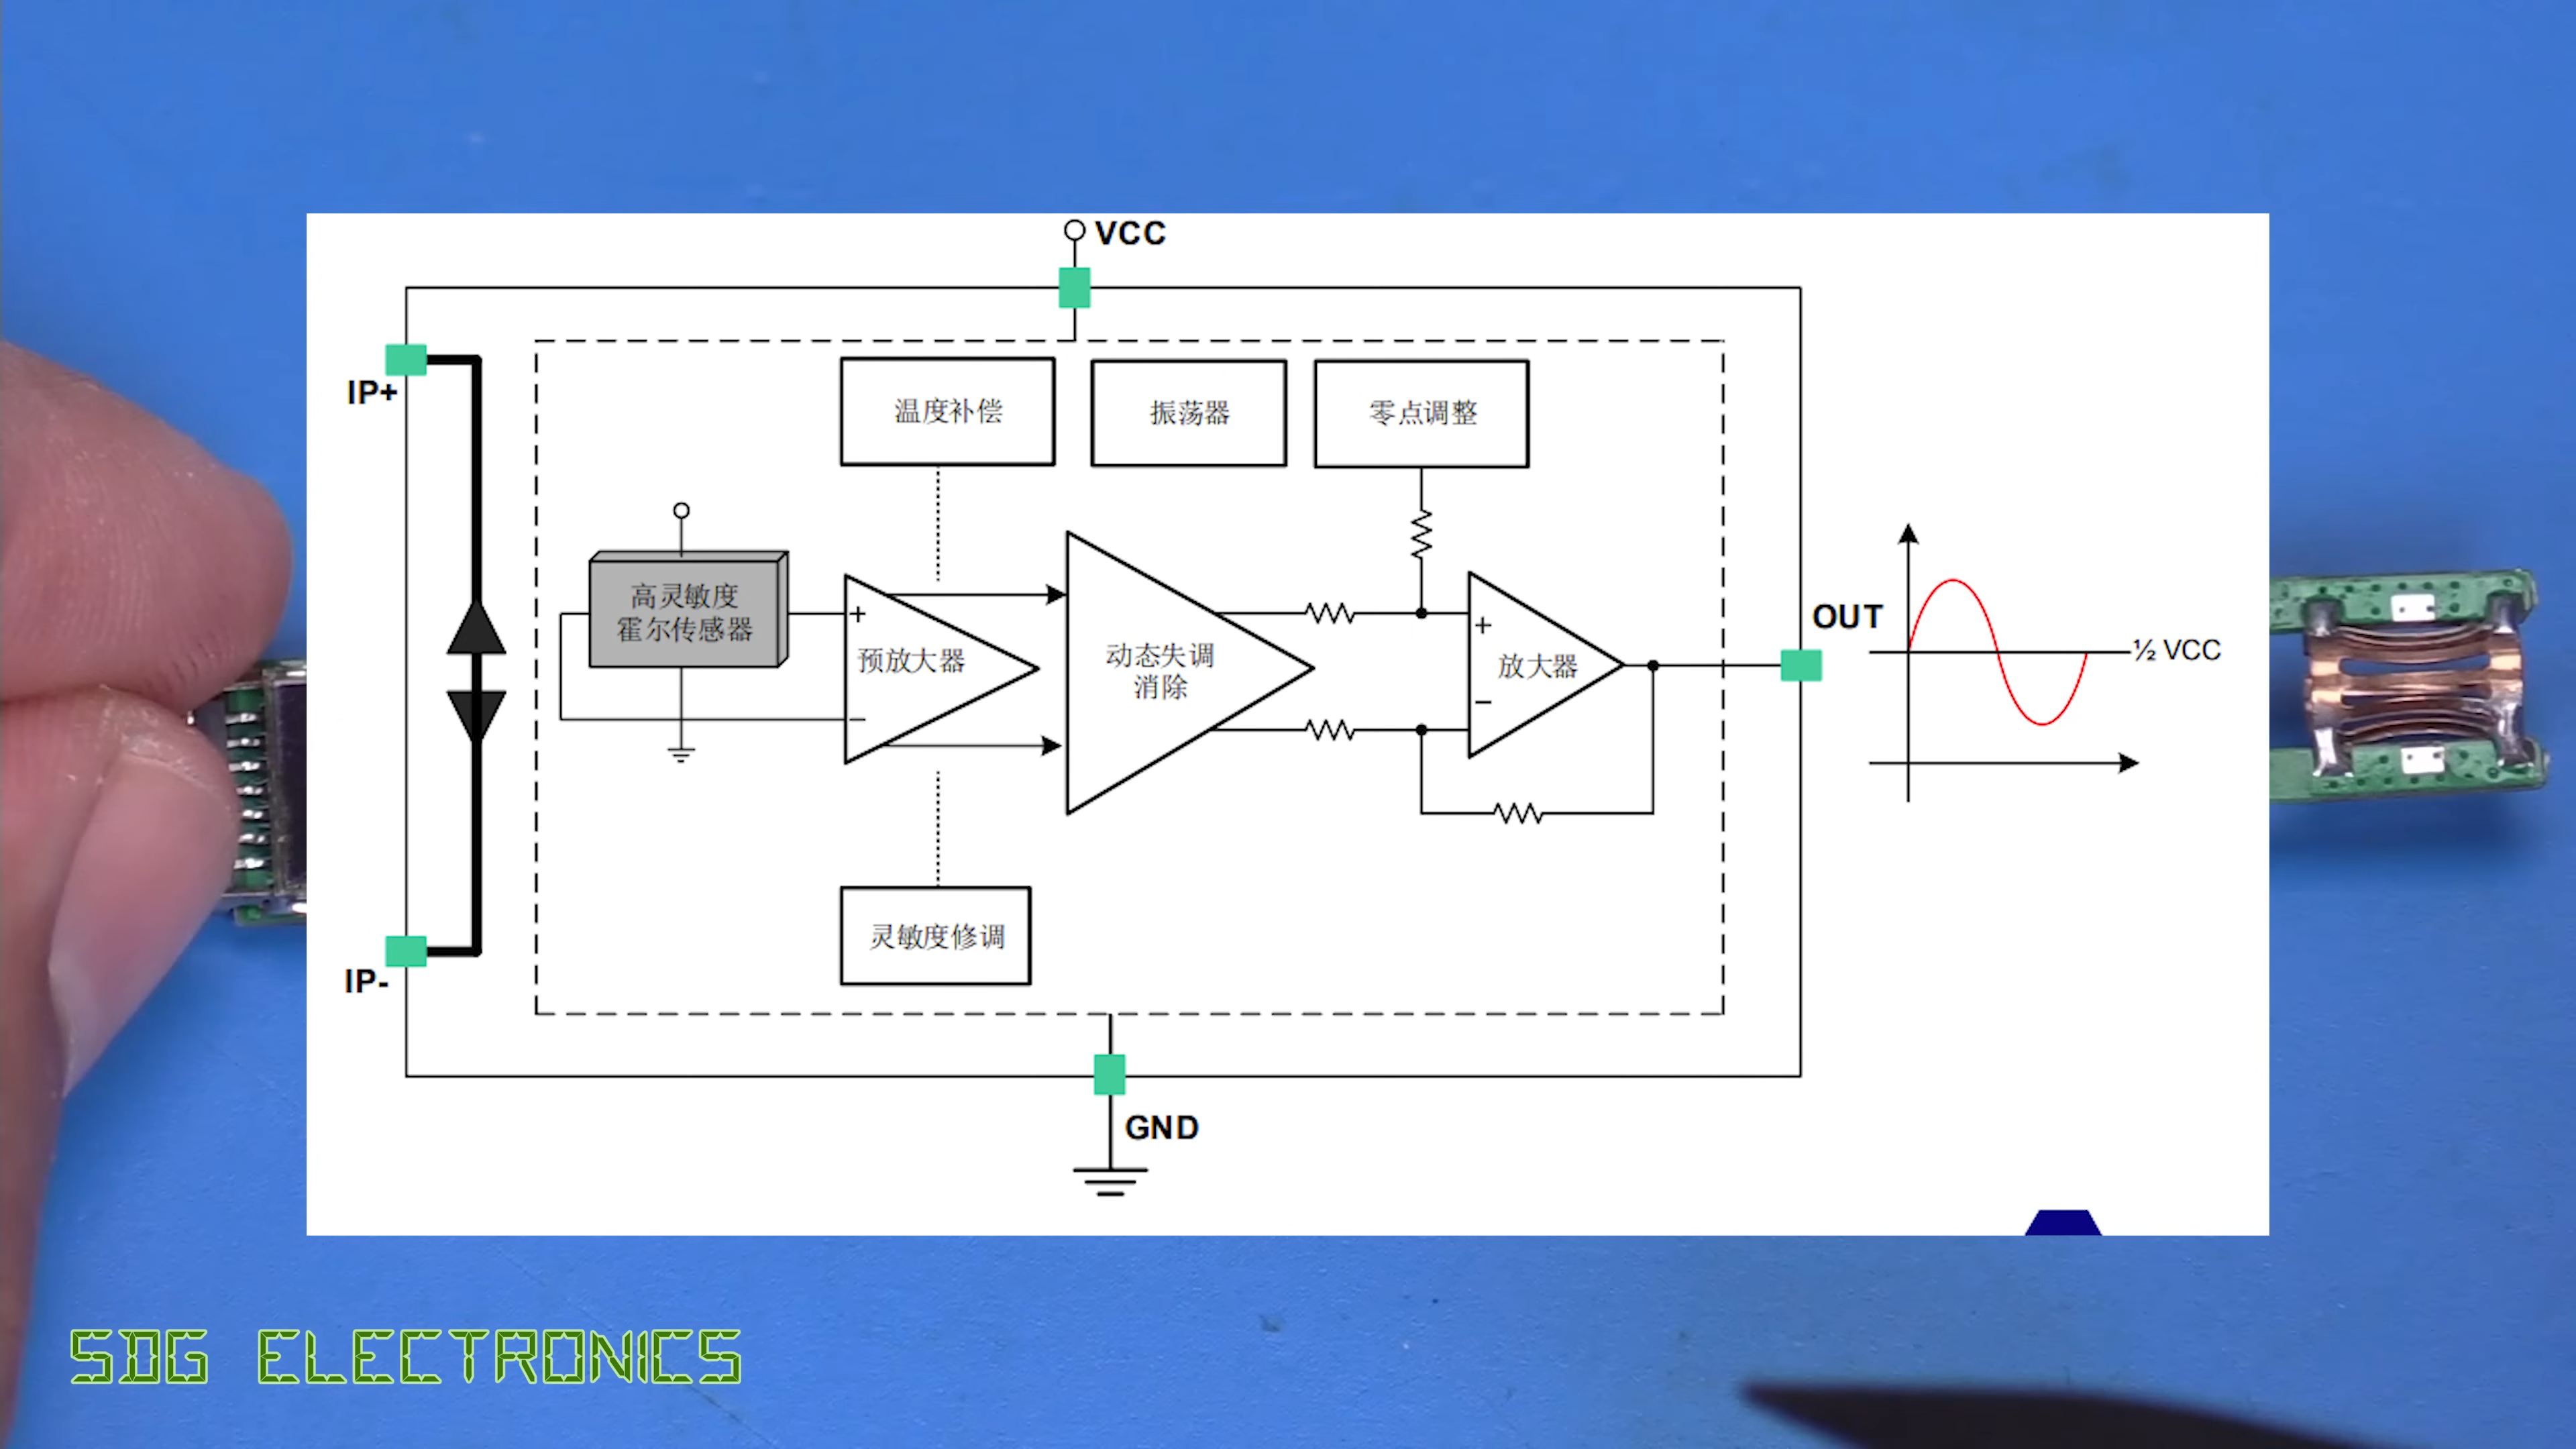 VCC
IP+
温度补偿
振荡器
零点调整
高灵敏度
霍尔传感器
+
预放大器
−
动态失调
消除
+
放大器
−
OUT
½ VCC
灵敏度修调
IP-
GND
SDG ELECTRONICS